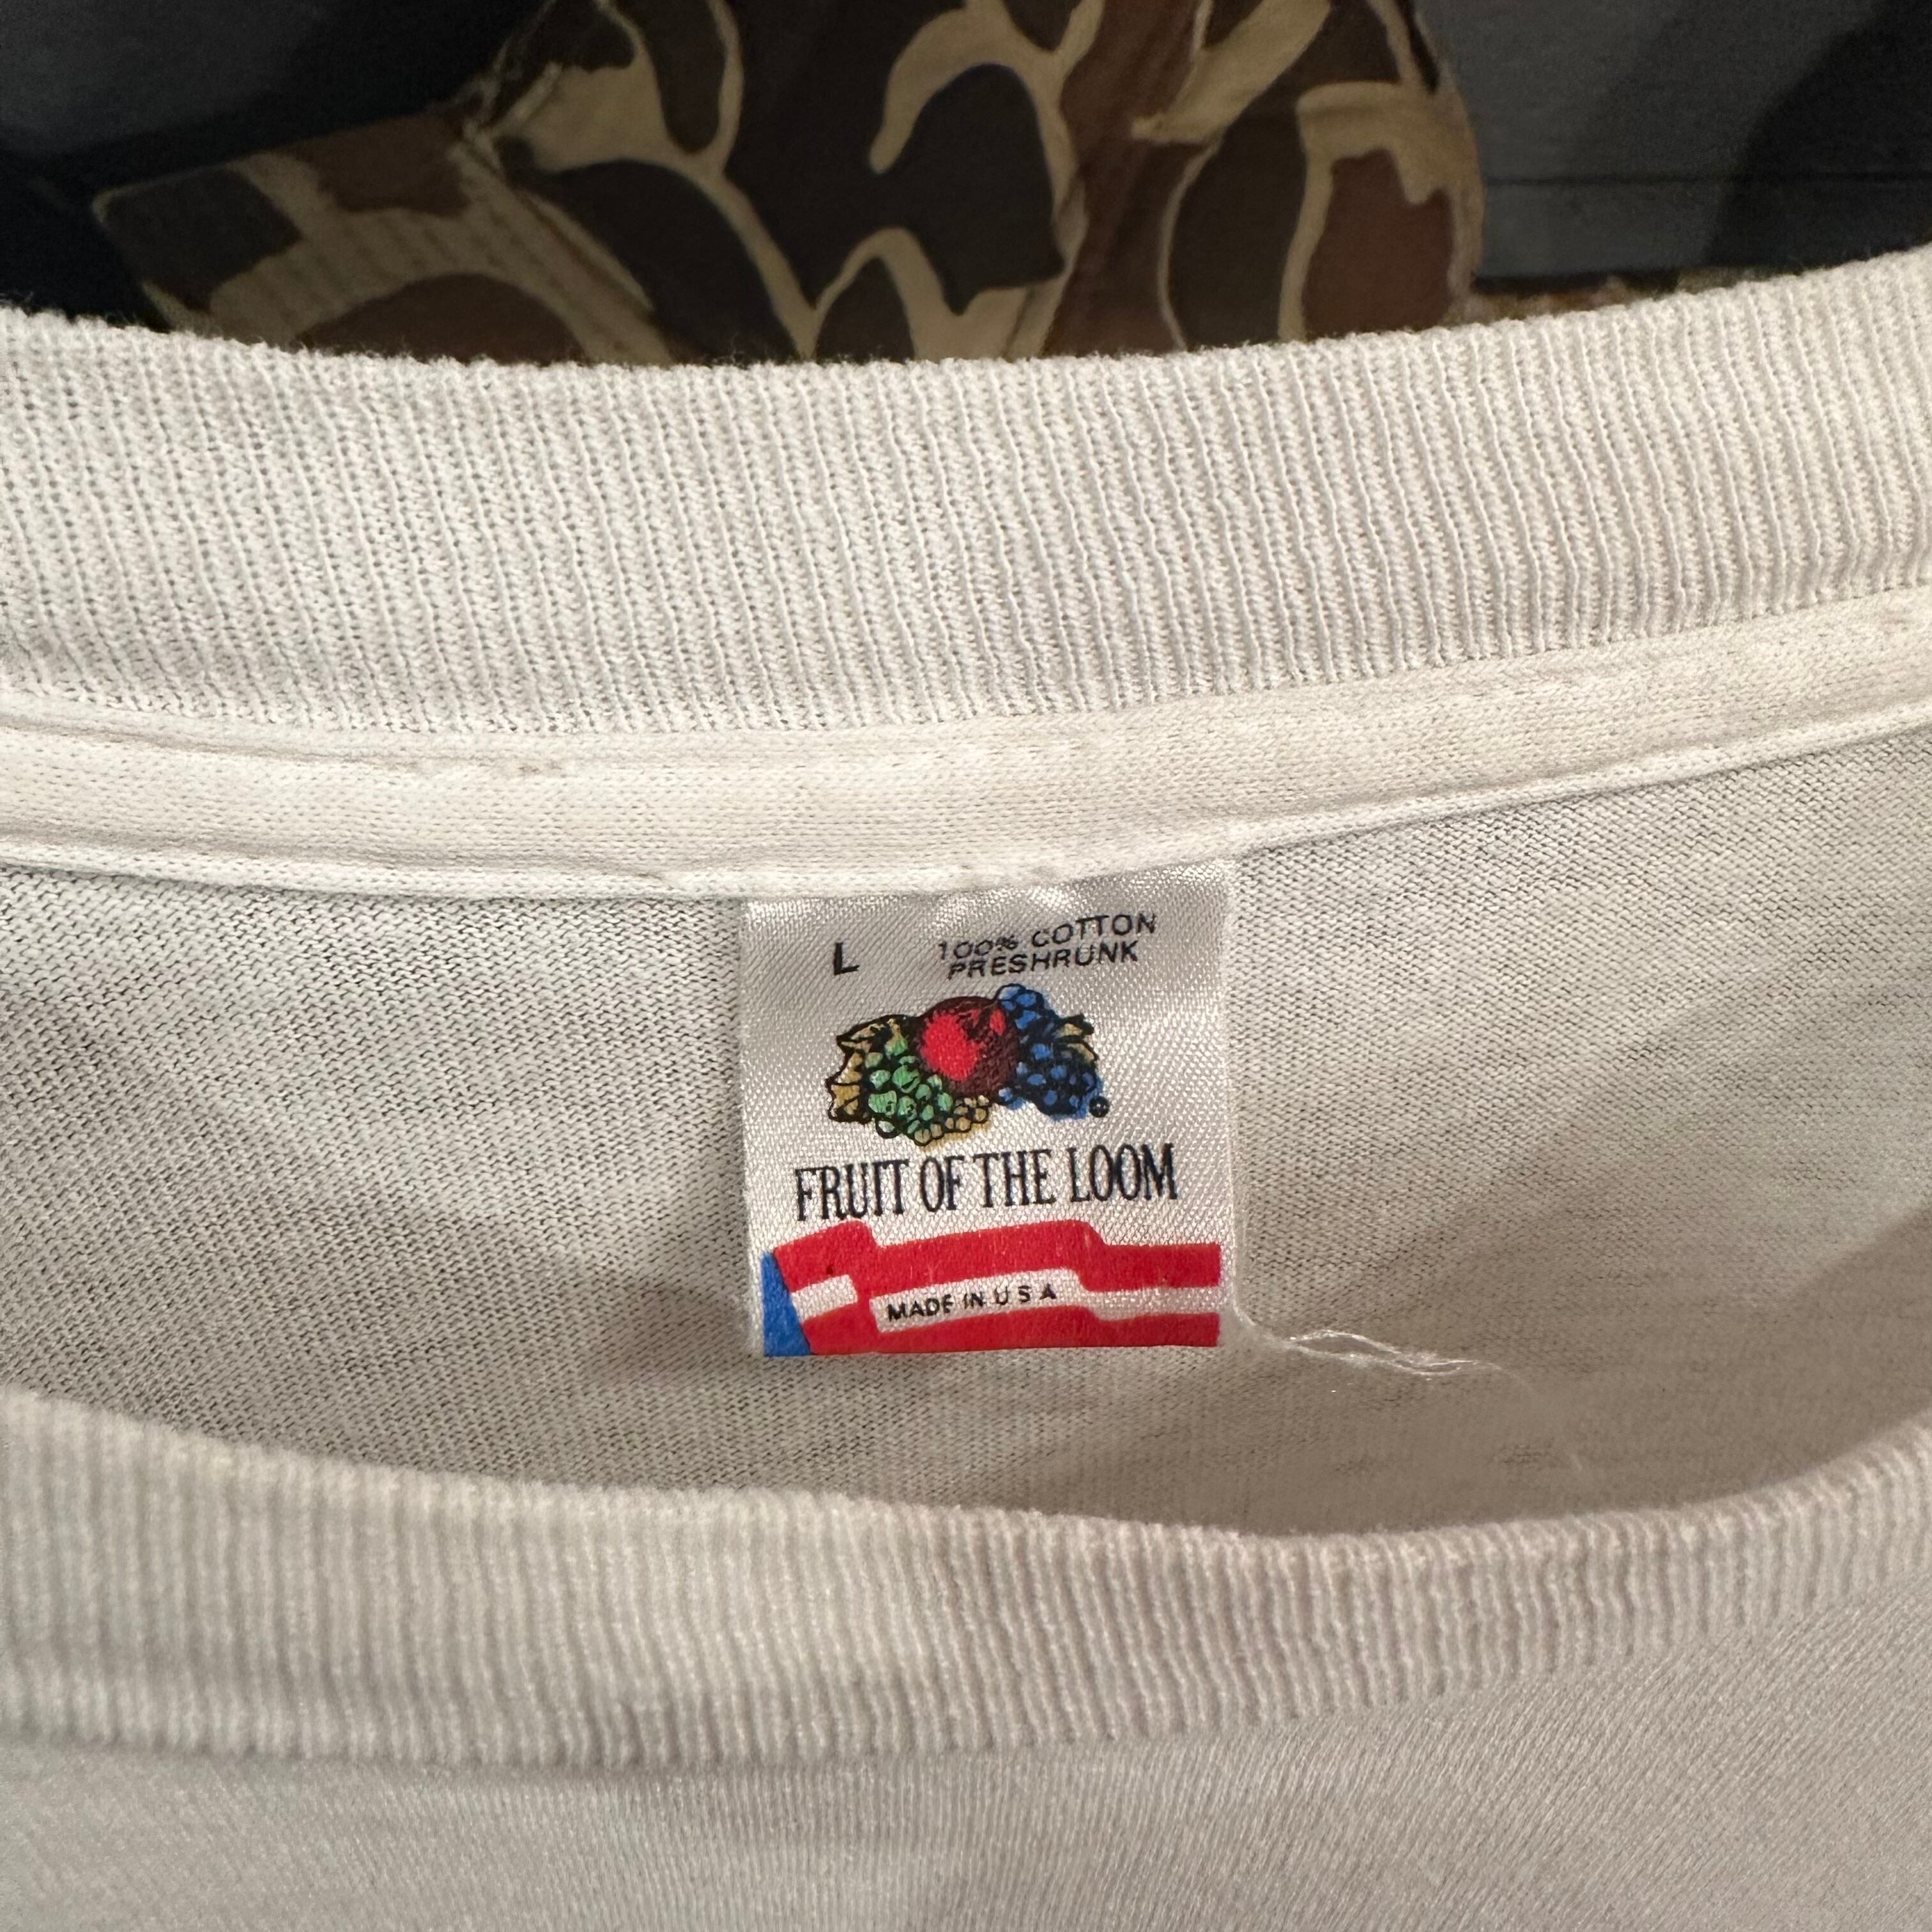 L 100% COTTON
PRESHRUNK
FRUIT OF THE LOOM
MADE IN U S A